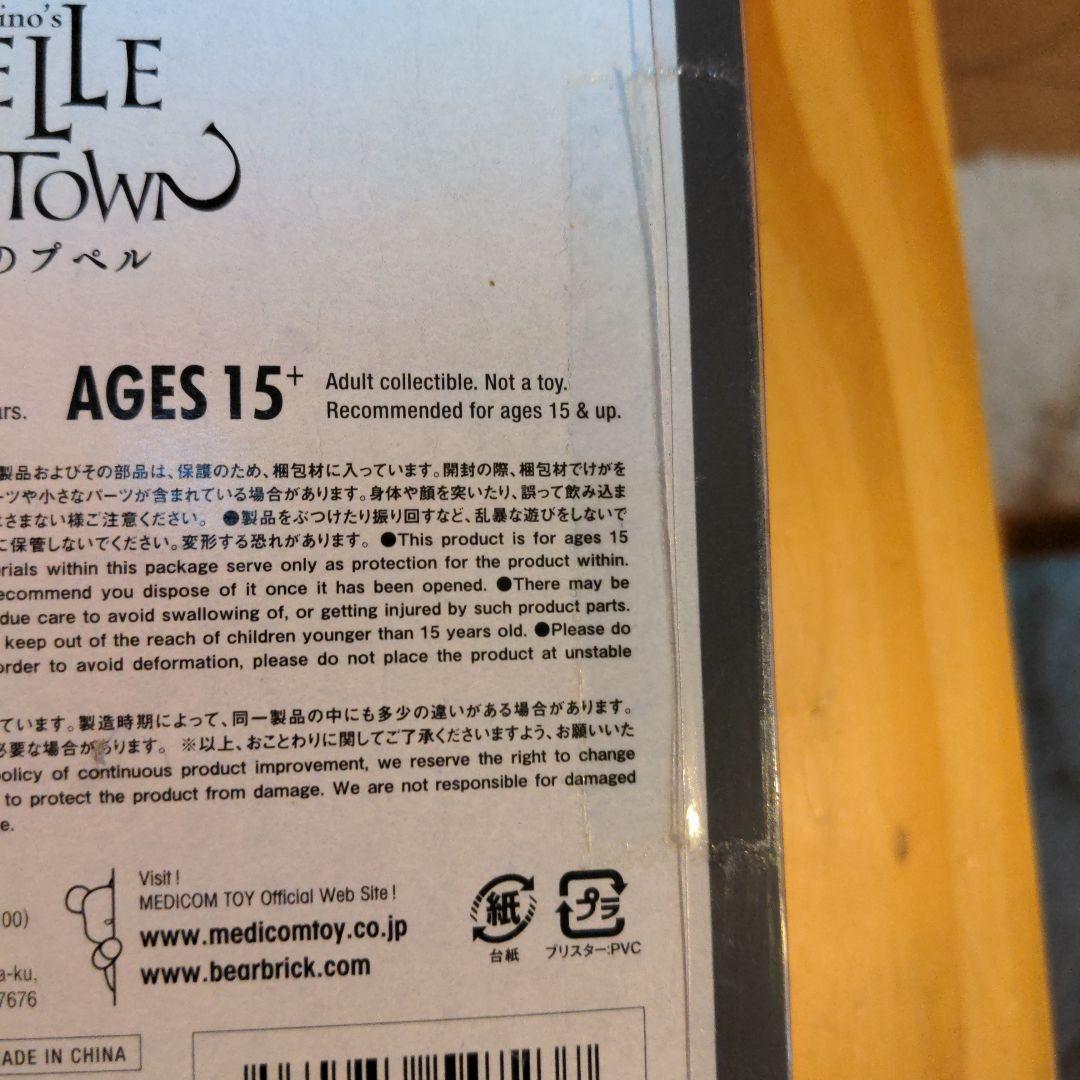 ino's
ELLE
TOWN
のプペル
ars.
AGES 15+
Adult collectible. Not a toy.
Recommended for ages 15 & up.
製品およびその部品は、保護のため、梱包材に入っています。開封の際、梱包材でけがを
ーツや小さなパーツが含まれている場合があります。身体や顔を突いたり、誤って飲み込ま
はさまない様ご注意ください。 ●製品をぶつけたり振り回すなど、乱暴な遊びをしないで
に保管しないでください。変形する恐れがあります。 ●This product is for ages 15
erials within this package serve only as protection for the product within.
ecommend you dispose of it once it has been opened. ●There may be
due care to avoid swallowing of, or getting injured by such product parts.
keep out of the reach of children younger than 15 years old. ●Please do
order to avoid deformation, please do not place the product at unstable
ています。製造時期によって、同一製品の中にも多少の違いがある場合があります。
必要な場合があります。 ※以上、おことわりに関してご了承くださいますよう、お願いいた
policy of continuous product improvement, we reserve the right to change
to protect the product from damage. We are not responsible for damaged
e.
Visit !
MEDICOM TOY Official Web Site !
www.medicomtoy.co.jp
www.bearbrick.com
00)
a-ku,
7676
紙
台紙
プラ
ブリスター:PVC
ADE IN CHINA